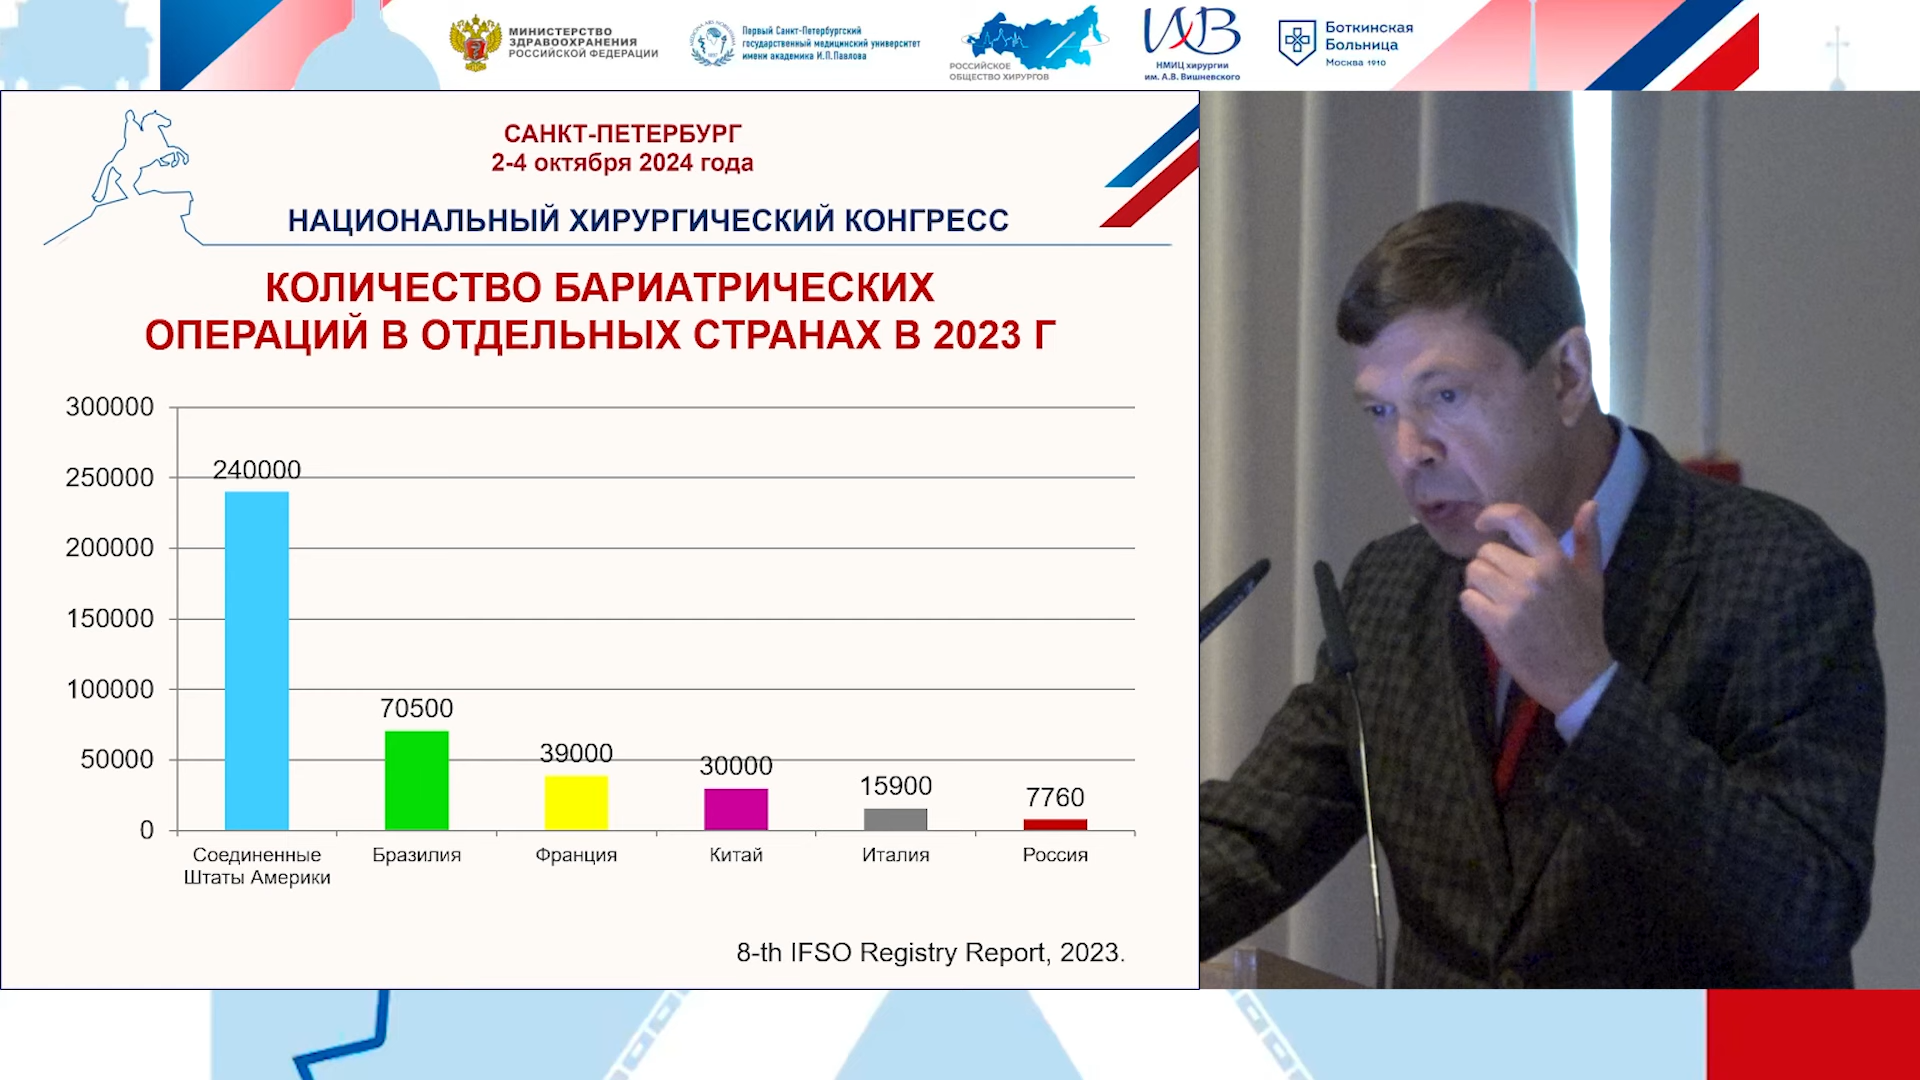 МИНИСТЕРСТВО
ЗДРАВООХРАНЕНИЯ
РОССИЙСКОЙ ФЕДЕРАЦИИ
Первый Санкт-Петербургский
государственный медицинский университет
имени академика И.П.Павлова
РОССИЙСКОЕ
ОБЩЕСТВО ХИРУРГОВ
ИВ
НМИЦ хирургии
им. А.В. Вишневского
Боткинская
Больница
Москва 1910
САНКТ-ПЕТЕРБУРГ
2-4 октября 2024 года
НАЦИОНАЛЬНЫЙ ХИРУРГИЧЕСКИЙ КОНГРЕСС
КОЛИЧЕСТВО БАРИАТРИЧЕСКИХ
ОПЕРАЦИЙ В ОТДЕЛЬНЫХ СТРАНАХ В 2023 Г
300000
250000
200000
150000
100000
50000
0
240000
70500
39000
30000
15900
7760
Соединенные
Штаты Америки
Бразилия
Франция
Китай
Италия
Россия
8-th IFSO Registry Report, 2023.